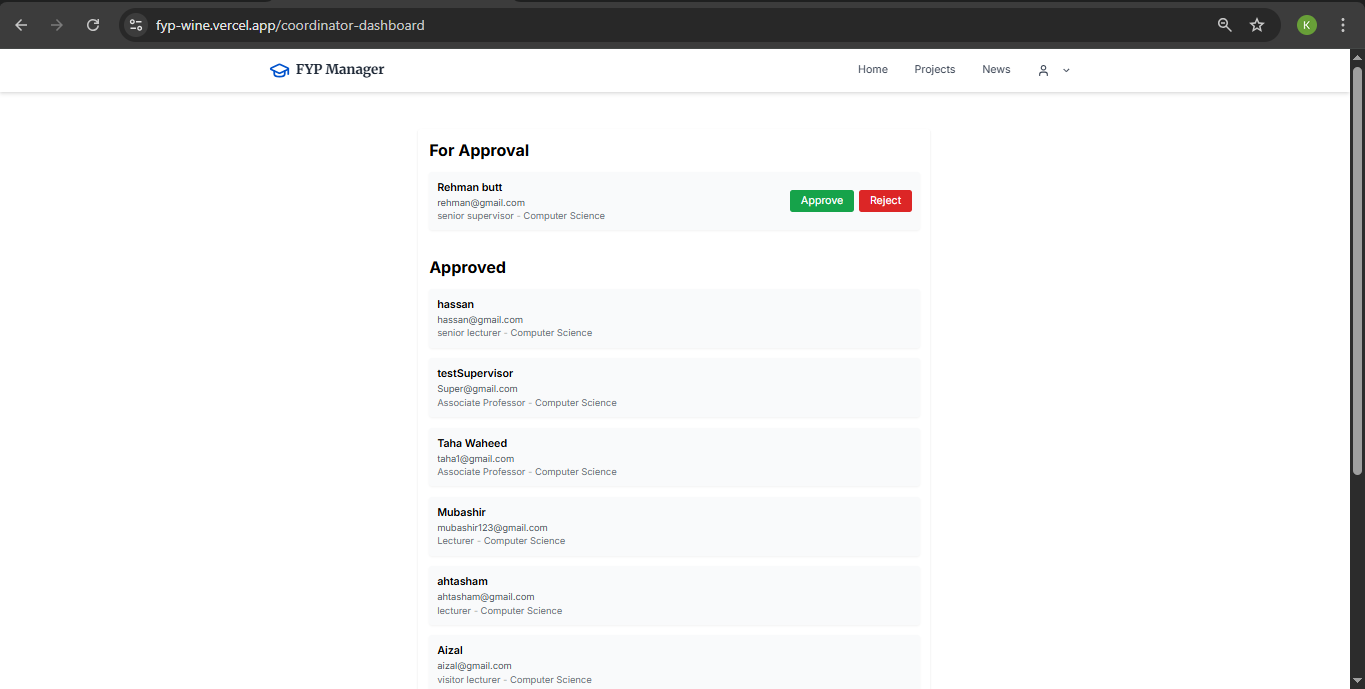 fyp-wine.vercel.app/coordinator-dashboard
K
FYP Manager
Home
Projects
News
For Approval
Rehman butt
rehman@gmail.com
senior supervisor - Computer Science
Approve
Reject
Approved
hassan
hassan@gmail.com
senior lecturer - Computer Science
testSupervisor
Super@gmail.com
Associate Professor - Computer Science
Taha Waheed
taha1@gmail.com
Associate Professor - Computer Science
Mubashir
mubashir123@gmail.com
Lecturer - Computer Science
ahtasham
ahtasham@gmail.com
lecturer - Computer Science
Aizal
aizal@gmail.com
visitor lecturer - Computer Science